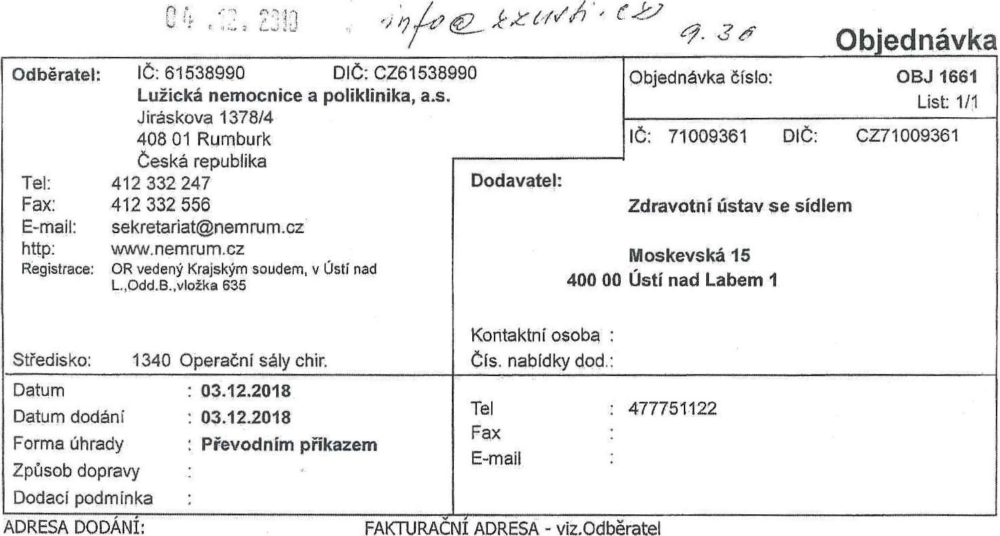 04.12.2018 info@zzusti.cz 9.36
Objednávka
Odběratel: IČ: 61538990 DIČ: CZ61538990
Lužická nemocnice a poliklinika, a.s.
Jiráskova 1378/4
408 01 Rumburk
Česká republika
Tel: 412 332 247
Fax: 412 332 556
E-mail: sekretariat@nemrum.cz
http: www.nemrum.cz
Registrace: OR vedený Krajským soudem, v Ústí nad
L.,Odd.B.,vložka 635
Středisko: 1340 Operační sály chir.
Objednávka číslo: OBJ 1661
List: 1/1
IČ: 71009361 DIČ: CZ71009361
Dodavatel:
Zdravotní ústav se sídlem
Moskevská 15
400 00 Ústí nad Labem 1
Kontaktní osoba :
Čís. nabídky dod.:
Datum : 03.12.2018
Datum dodání : 03.12.2018
Forma úhrady : Převodním příkazem
Způsob dopravy :
Dodací podmínka :
Tel : 477751122
Fax :
E-mail :
ADRESA DODÁNÍ: FAKTURAČNÍ ADRESA - viz.Odběratel